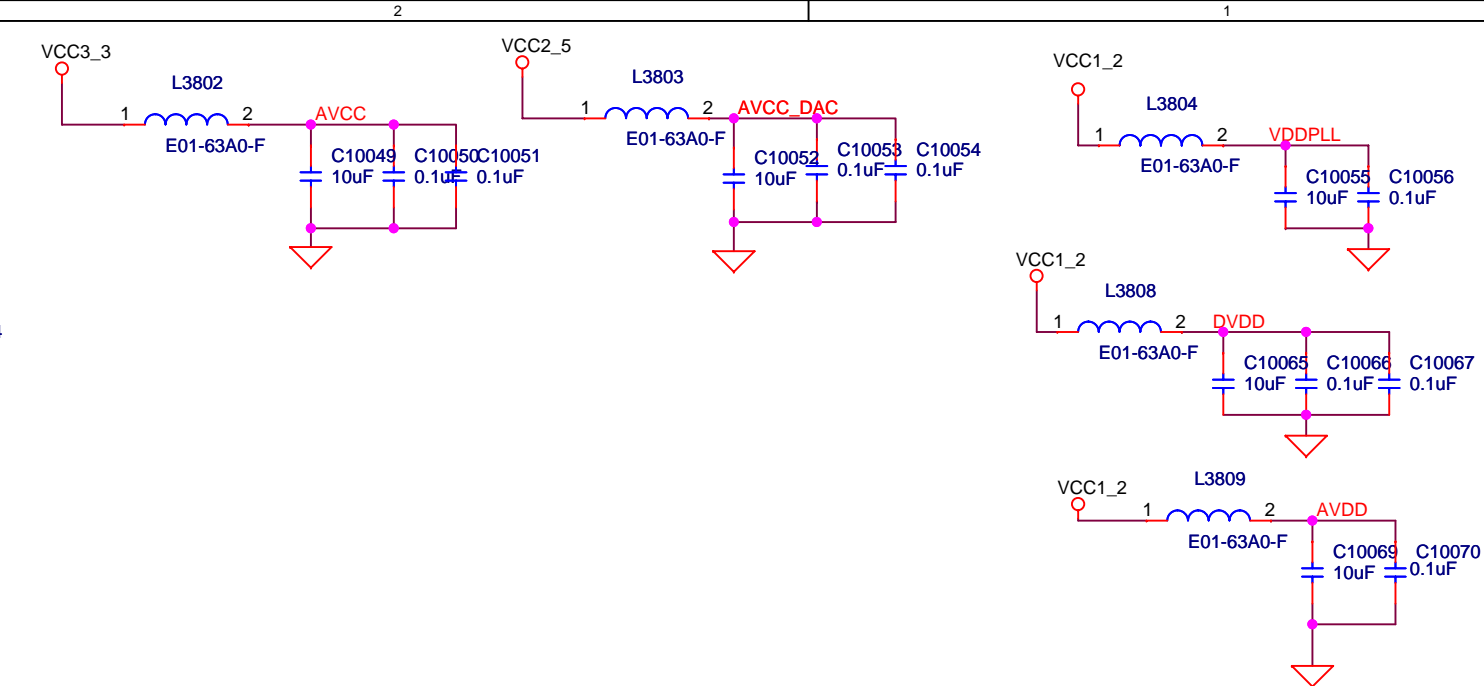 2
1
VCC3_3
L3802
1
2
AVCC
E01-63A0-F
C10049
10uF
C10050
0.1uF
C10051
0.1uF
VCC2_5
L3803
1
2
AVCC_DAC
E01-63A0-F
C10052
10uF
C10053
0.1uF
C10054
0.1uF
VCC1_2
L3804
1
2
VDDPLL
E01-63A0-F
C10055
10uF
C10056
0.1uF
VCC1_2
L3808
1
2
DVDD
E01-63A0-F
C10065
10uF
C10066
0.1uF
C10067
0.1uF
VCC1_2
L3809
1
2
AVDD
E01-63A0-F
C10069
10uF
C10070
0.1uF